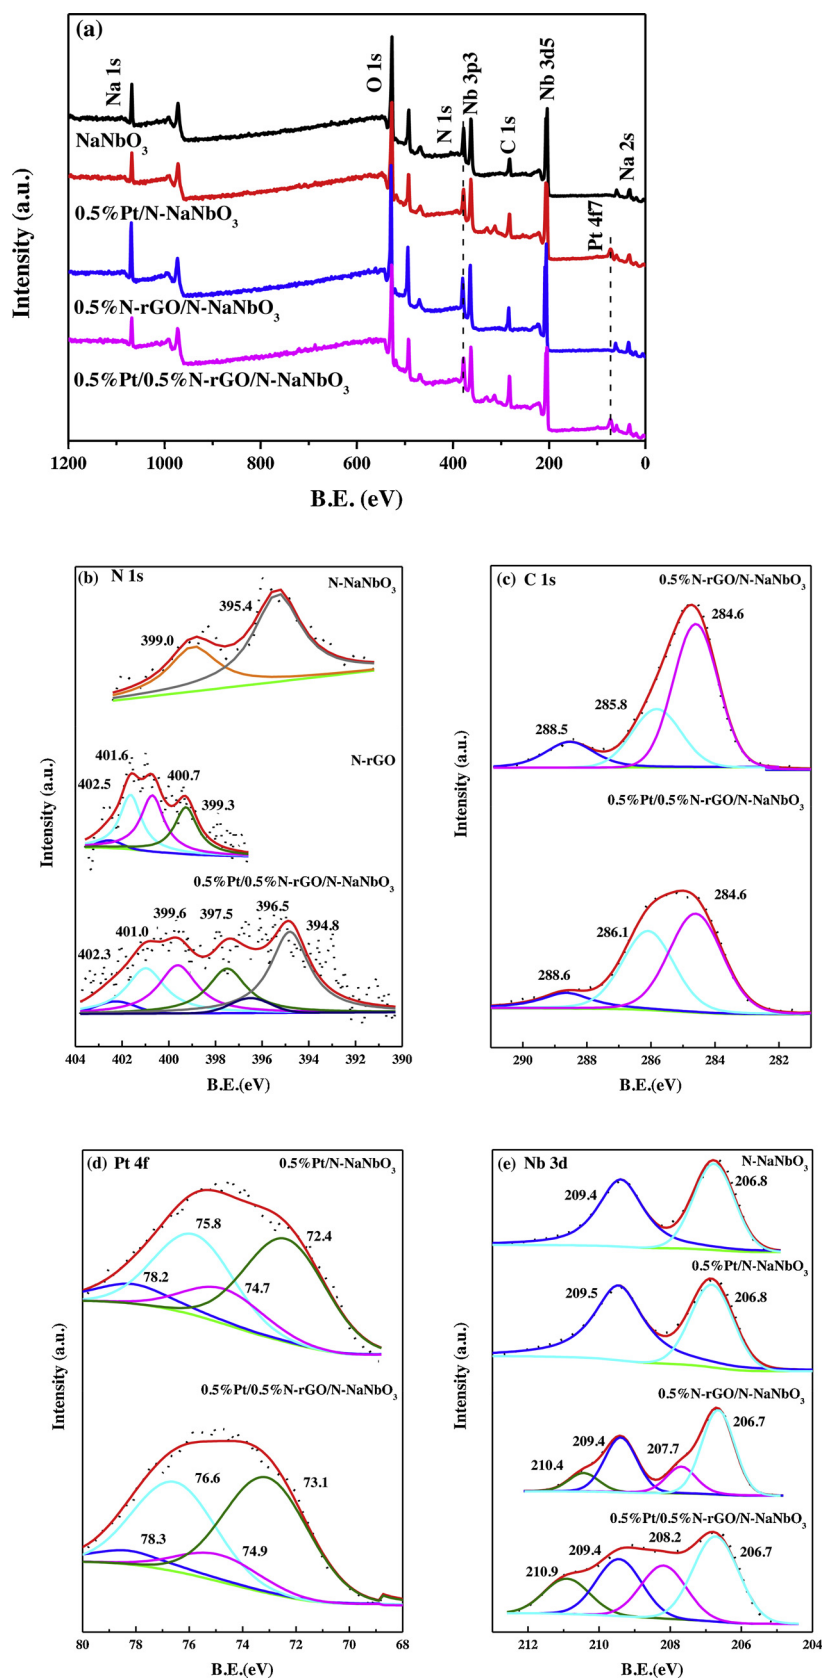 (a)
Na 1s
O 1s
N 1s
Nb 3p3
C 1s
Nb 3d5
Pt 4f7
Na 2s
NaNbO3
0.5%Pt/N-NaNbO3
0.5%N-rGO/N-NaNbO3
0.5%Pt/0.5%N-rGO/N-NaNbO3
Intensity (a.u.)
1200 1000 800 600 400 200 0
B.E. (eV)
(b) N 1s
N-NaNbO3
395.4
399.0
N-rGO
401.6
400.7
402.5
399.3
0.5%Pt/0.5%N-rGO/N-NaNbO3
399.6
396.5
401.0
397.5
394.8
402.3
Intensity (a.u.)
404 402 400 398 396 394 392 390
B.E.(eV)
(c) C 1s
0.5%N-rGO/N-NaNbO3
284.6
285.8
288.5
0.5%Pt/0.5%N-rGO/N-NaNbO3
284.6
286.1
288.6
Intensity (a.u.)
290 288 286 284 282
B.E.(eV)
(d) Pt 4f
0.5%Pt/N-NaNbO3
75.8
72.4
78.2
74.7
0.5%Pt/0.5%N-rGO/N-NaNbO3
76.6
73.1
78.3
74.9
Intensity (a.u.)
80 78 76 74 72 70 68
B.E.(eV)
(e) Nb 3d
N-NaNbO3
206.8
209.4
0.5%Pt/N-NaNbO3
209.5
206.8
0.5%N-rGO/N-NaNbO3
206.7
209.4
207.7
210.4
0.5%Pt/0.5%N-rGO/N-NaNbO3
208.2
209.4
206.7
210.9
Intensity (a.u.)
212 210 208 206 204
B.E.(eV)